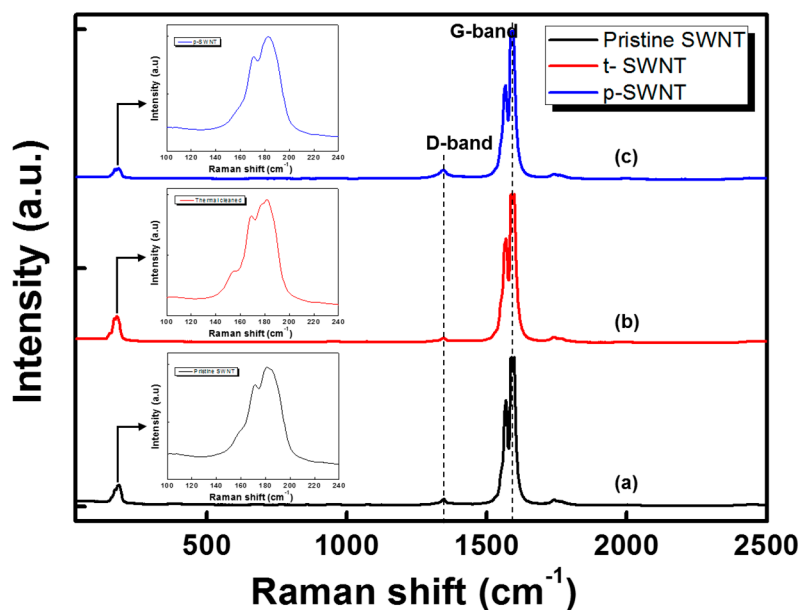 G-band
Pristine SWNT
t- SWNT
p-SWNT
D-band
(c)
(b)
(a)
p-SWNT
Intensity (a.u)
100 120 140 160 180 200 220 240
Raman shift (cm-1)
Thermal cleaned
Intensity (a.u)
100 120 140 160 180 200 220 240
Raman shift (cm-1)
Pristine SWNT
Intensity (a.u)
100 120 140 160 180 200 220 240
Raman shift (cm-1)
Intensity (a.u.)
500 1000 1500 2000 2500
Raman shift (cm-1)